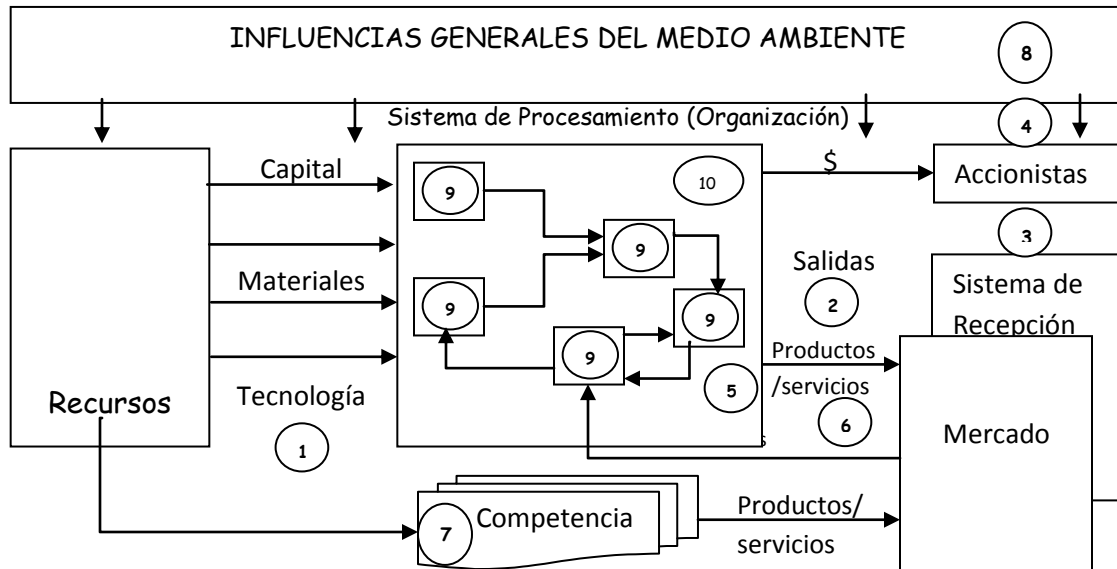 INFLUENCIAS GENERALES DEL MEDIO AMBIENTE
8
Sistema de Procesamiento (Organización)
4
Capital
9
10
$
Accionistas
9
3
Materiales
9
Salidas
2
Sistema de
Recepción
9
9
Productos
/servicios
5
6
Recursos
Tecnología
1
Mercado
7
Competencia
Productos/
servicios